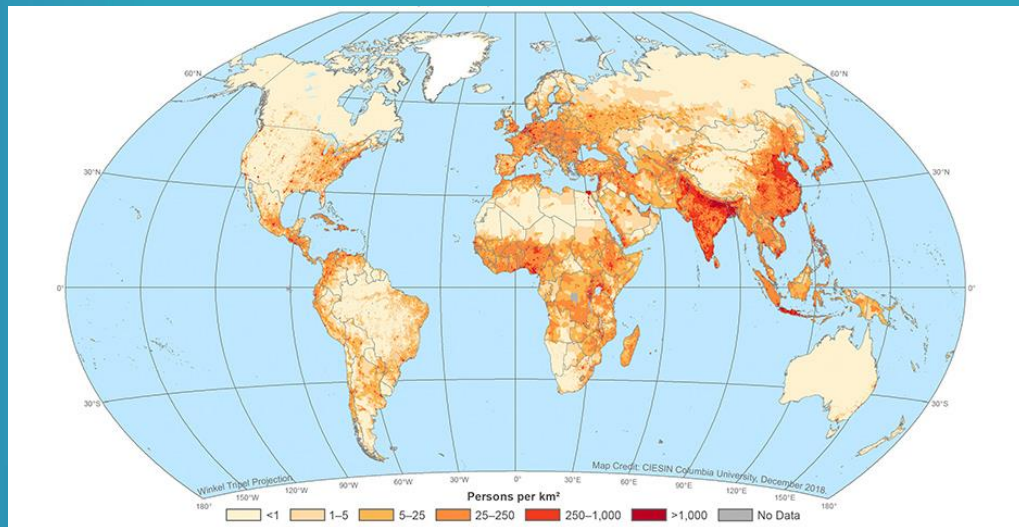 60°N
60°N
30°N
30°N
0°
0°
30°S
30°S
Winkel Tripel Projection
Map Credit: CIESIN Columbia University, December 2018.
180° 150°W 120°W 90°W 60°W 30°W 0° 30°E 60°E 90°E 120°E 150°E 180°
Persons per km²
<1 1–5 5–25 25–250 250–1,000 >1,000 No Data